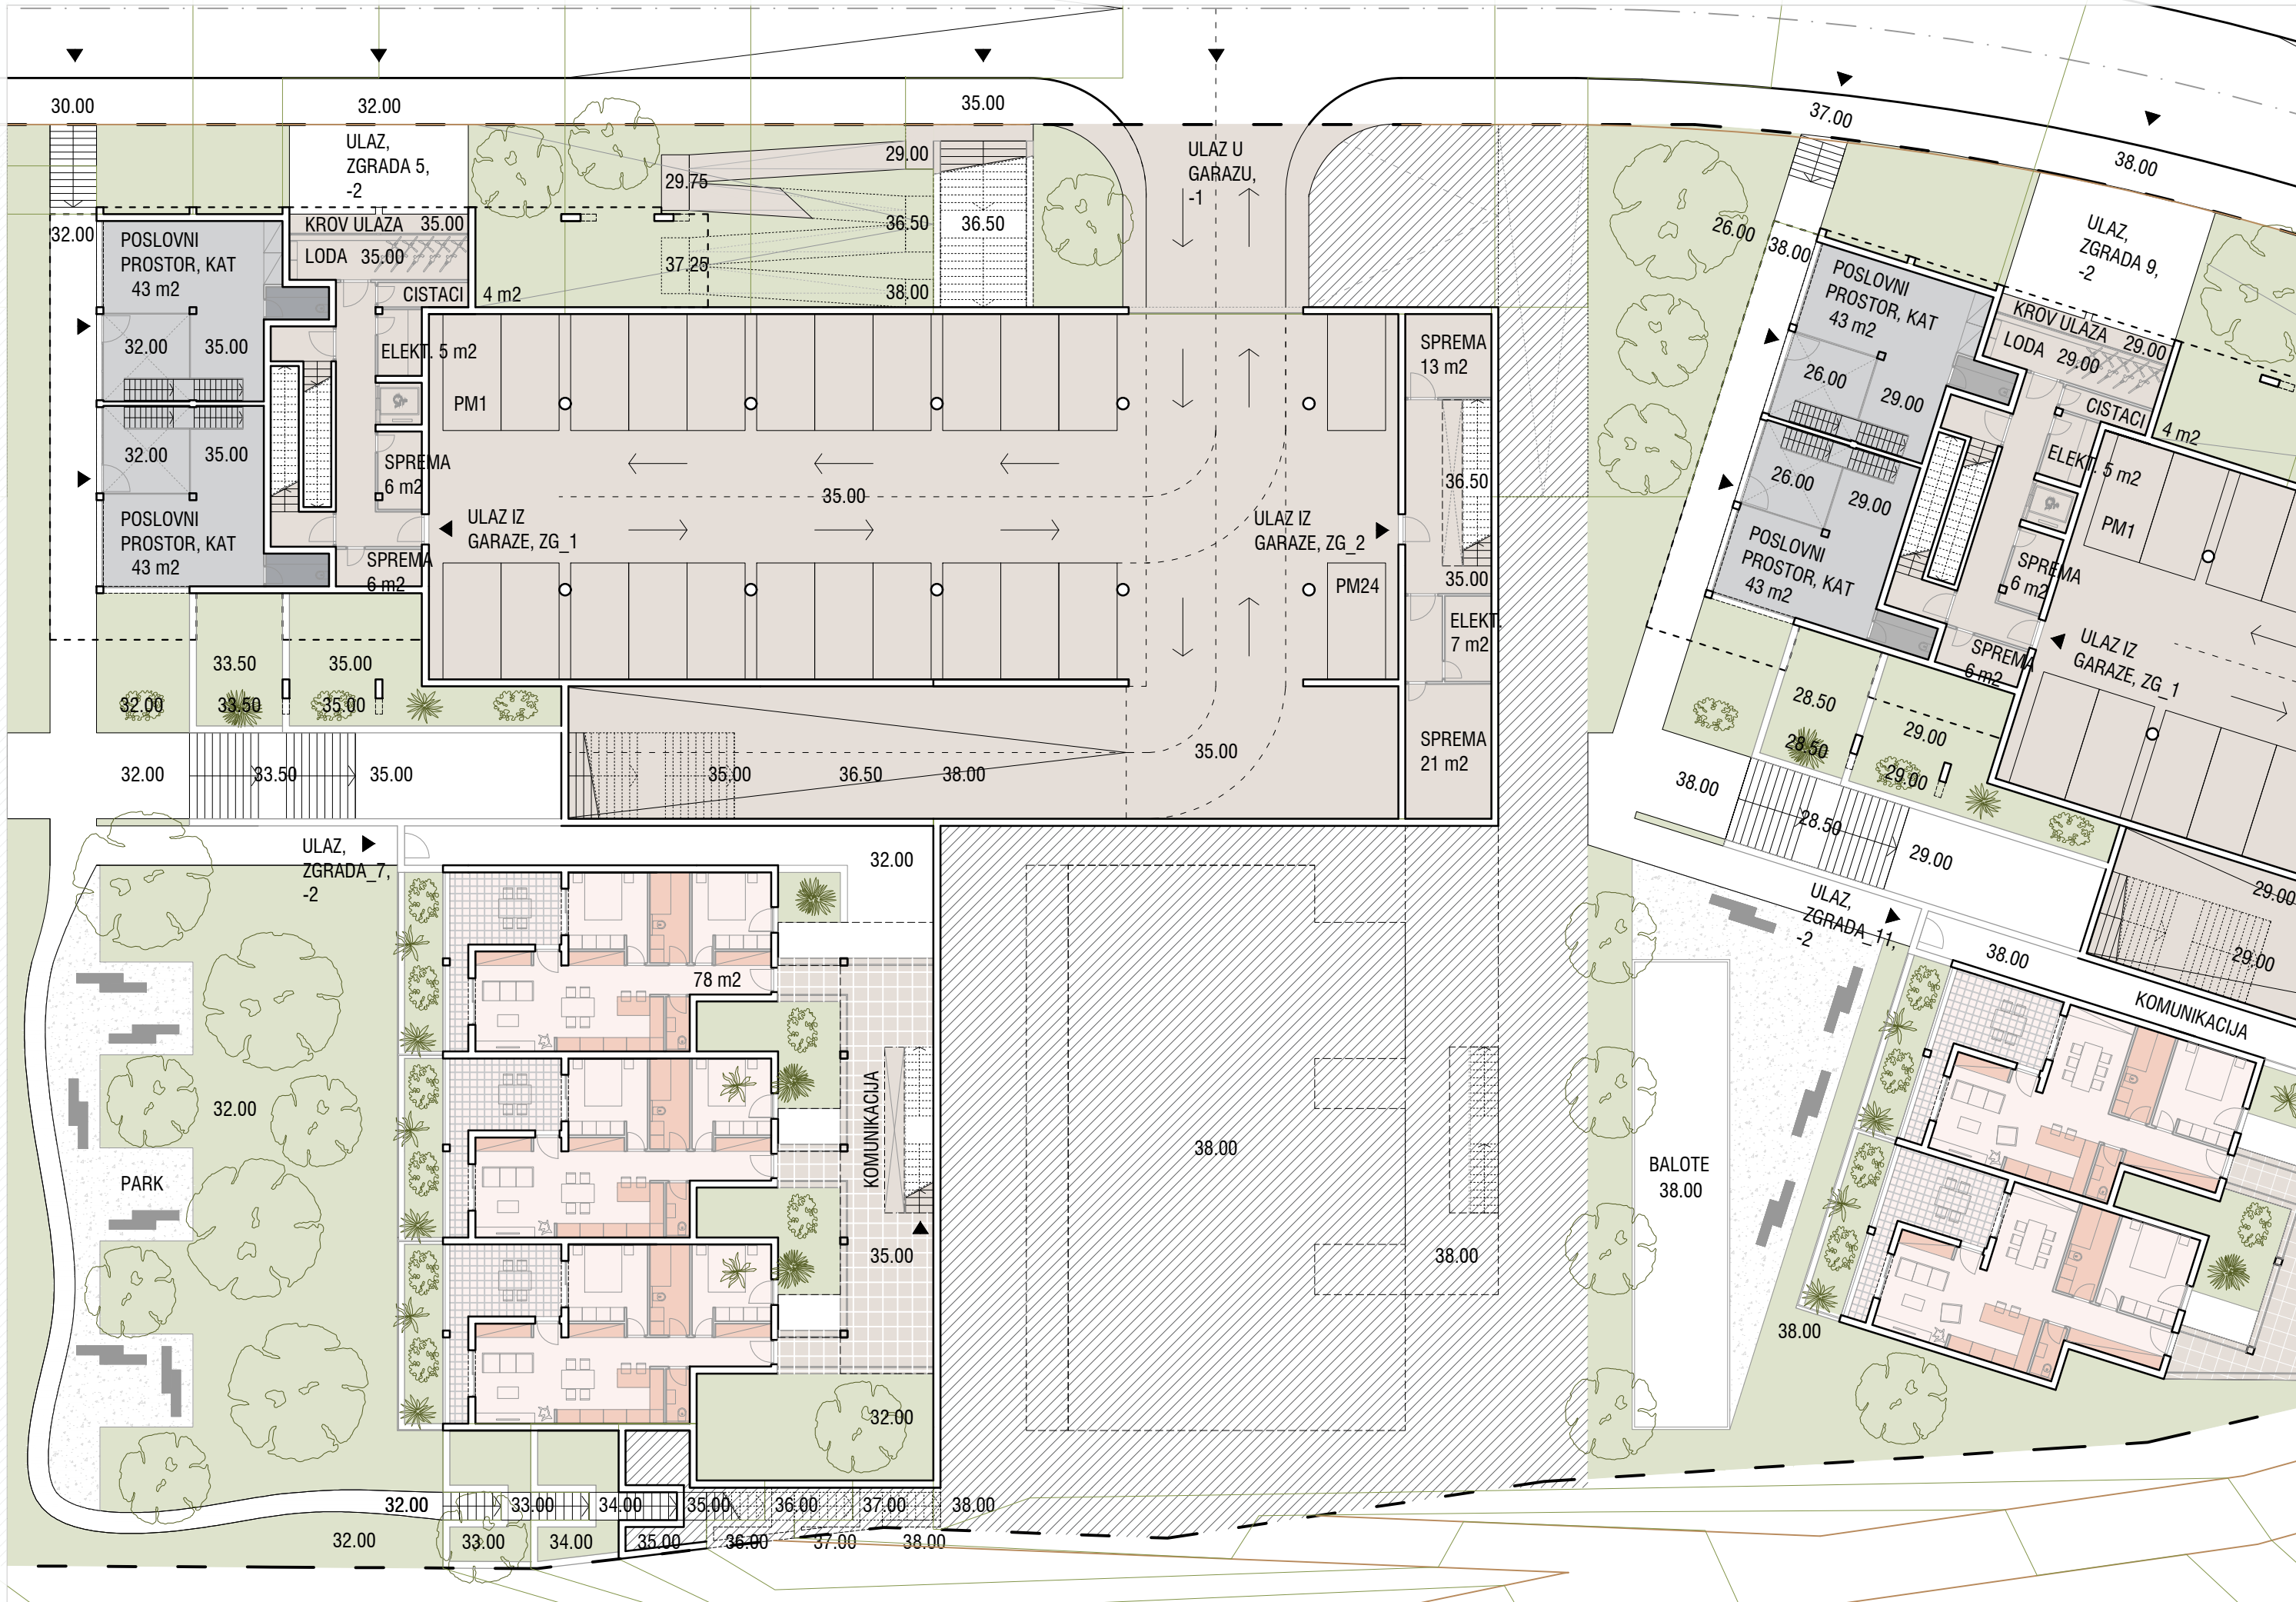 30.00
32.00
35.00
37.00
38.00
ULAZ,
ZGRADA 5,
-2
29.00
29.75
36.50
36.50
37.25
38.00
ULAZ U
GARAZU,
-1
32.00
POSLOVNI
PROSTOR, KAT
43 m2
KROV ULAZA 35.00
LODA 35.00
CISTACI 4 m2
32.00
35.00
ELEKT. 5 m2
PM1
32.00
35.00
SPREMA
6 m2
POSLOVNI
PROSTOR, KAT
43 m2
SPREMA
6 m2
35.00
ULAZ IZ
GARAZE, ZG_1
ULAZ IZ
GARAZE, ZG_2
PM24
SPREMA
13 m2
36.50
35.00
ELEKT.
7 m2
SPREMA
21 m2
33.50
35.00
32.00
33.50
35.00
32.00
33.50
35.00
35.00
36.50
38.00
35.00
ULAZ,
ZGRADA_7,
-2
32.00
78 m2
32.00
PARK
KOMUNIKACIJA
35.00
32.00
38.00
38.00
32.00
33.00
34.00
35.00
36.00
37.00
38.00
32.00
33.00
34.00
35.00
36.00
37.00
38.00
26.00
38.00
ULAZ,
ZGRADA 9,
-2
POSLOVNI
PROSTOR, KAT
43 m2
KROV ULAZA 29.00
LODA 29.00
CISTACI 4 m2
26.00
29.00
ELEKT. 5 m2
PM1
26.00
29.00
POSLOVNI
PROSTOR, KAT
43 m2
SPREMA
6 m2
SPREMA
6 m2
ULAZ IZ
GARAZE, ZG_1
28.50
29.00
28.50
29.00
38.00
28.50
29.00
29.00
29.00
ULAZ,
ZGRADA_11,
-2
38.00
KOMUNIKACIJA
BALOTE
38.00
38.00